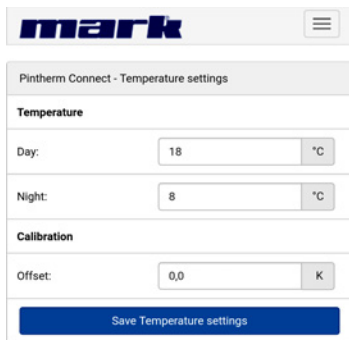 mark
Pintherm Connect - Temperature settings
Temperature
Day: 18 °C
Night: 8 °C
Calibration
Offset: 0,0 K
Save Temperature settings